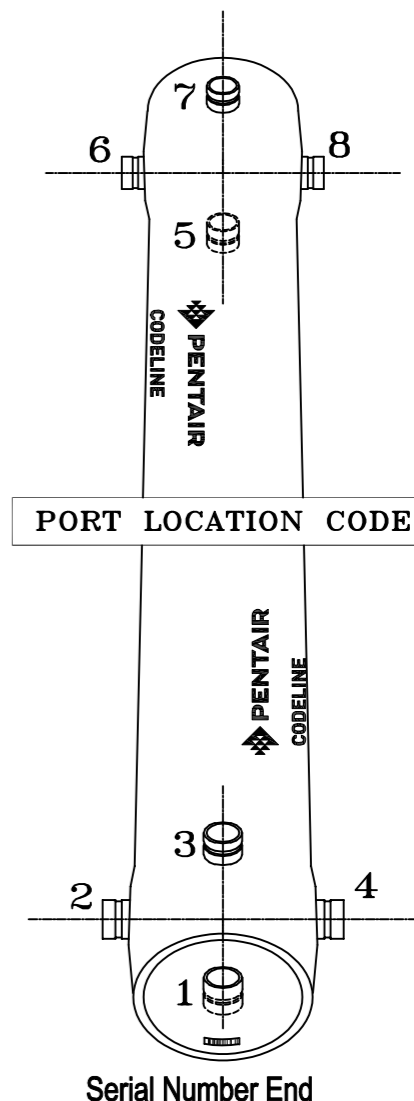 7
6 8
5
CODELINE
PENTAIR
PORT LOCATION CODE
PENTAIR
CODELINE
3
2 4
1
Serial Number End